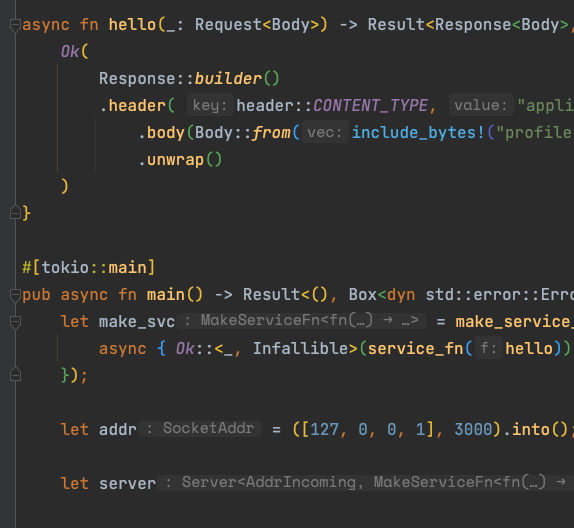 async fn hello(_: Request<Body>) -> Result<Response<Body>,
Ok(
Response::builder()
.header( key: header::CONTENT_TYPE, value: "appli
.body(Body::from( vec: include_bytes!("profile
.unwrap()
)
}
#[tokio::main]
pub async fn main() -> Result<(), Box<dyn std::error::Erro
let make_svc : MakeServiceFn<fn(…) → …> = make_service_
async { Ok::<_, Infallible>(service_fn( f: hello))
});
let addr : SocketAddr = ([127, 0, 0, 1], 3000).into();
let server : Server<AddrIncoming, MakeServiceFn<fn(…) →